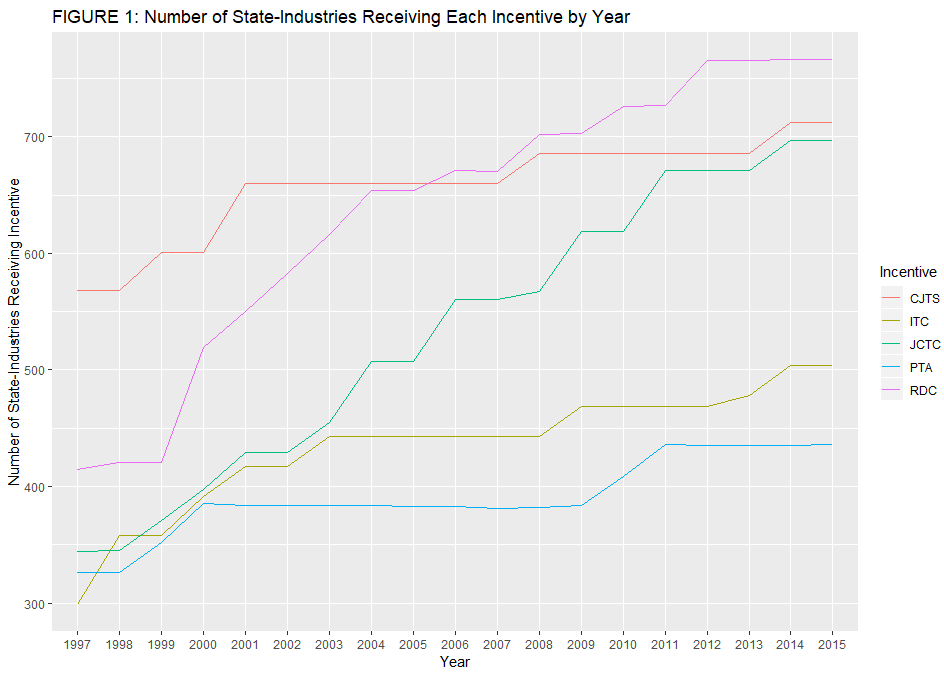 FIGURE 1: Number of State-Industries Receiving Each Incentive by Year
Number of State-Industries Receiving Incentive
700
600
500
400
300
1997 1998 1999 2000 2001 2002 2003 2004 2005 2006 2007 2008 2009 2010 2011 2012 2013 2014 2015
Year
Incentive
CJTS
ITC
JCTC
PTA
RDC